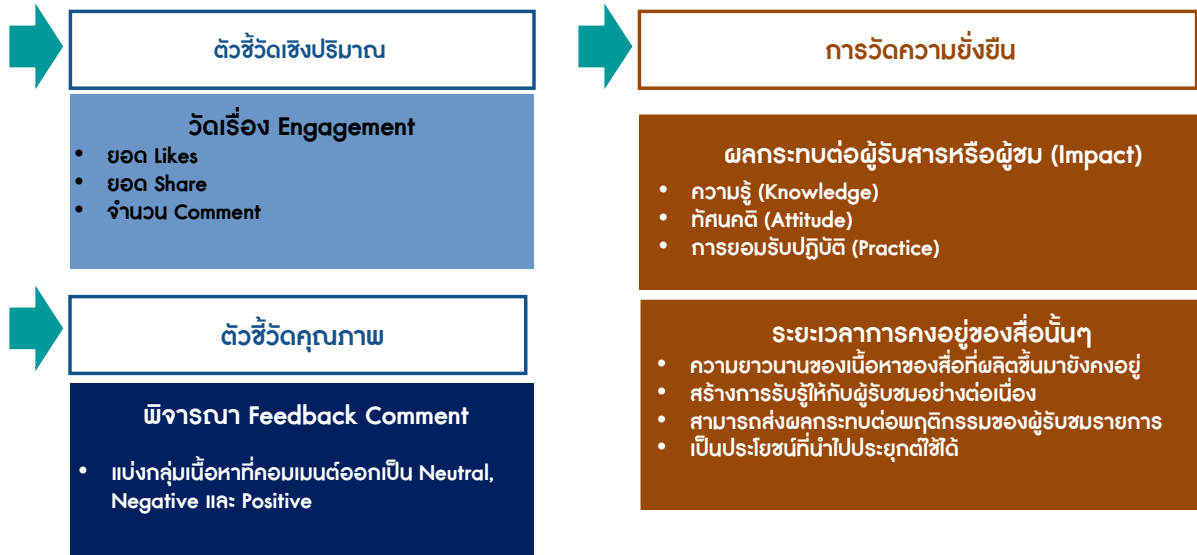 ตัวชี้วัดเชิงปริมาณ
วัดเรื่อง Engagement
• ยอด Likes
• ยอด Share
• จำนวน Comment
ตัวชี้วัดคุณภาพ
พิจารณา Feedback Comment
• แบ่งกลุ่มเนื้อหาที่คอมเมนต์ออกเป็น Neutral,
Negative และ Positive
การวัดความยั่งยืน
ผลกระทบต่อผู้รับสารหรือผู้ชม (Impact)
• ความรู้ (Knowledge)
• ทัศนคติ (Attitude)
• การยอมรับปฏิบัติ (Practice)
ระยะเวลาการคงอยู่ของสื่อนั้นๆ
• ความยาวนานของเนื้อหาของสื่อที่ผลิตขึ้นมายังคงอยู่
• สร้างการรับรู้ให้กับผู้รับชมอย่างต่อเนื่อง
• สามารถส่งผลกระทบต่อพฤติกรรมของผู้รับชมรายการ
• เป็นประโยชน์ที่นำไปประยุกต์ใช้ได้